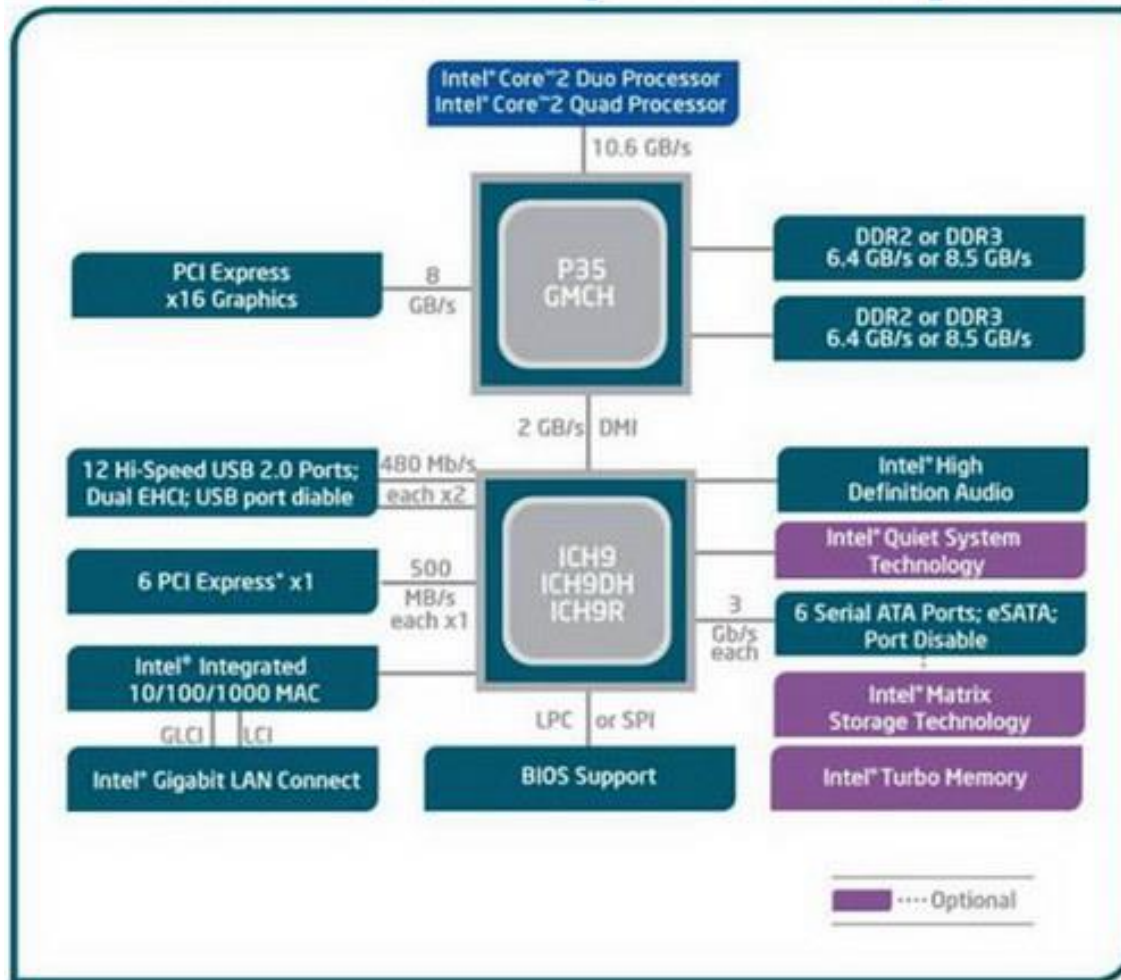 Intel® Core™2 Duo Processor
Intel® Core™2 Quad Processor
10.6 GB/s
PCI Express
x16 Graphics
8
GB/s
P35
GMCH
DDR2 or DDR3
6.4 GB/s or 8.5 GB/s
DDR2 or DDR3
6.4 GB/s or 8.5 GB/s
2 GB/s DMI
12 Hi-Speed USB 2.0 Ports;
Dual EHCI; USB port diable
480 Mb/s
each x2
Intel® High
Definition Audio
Intel® Quiet System
Technology
6 PCI Express® x1
500
MB/s
each x1
ICH9
ICH9DH
ICH9R
3
Gb/s
each
6 Serial ATA Ports; eSATA;
Port Disable
Intel® Integrated
10/100/1000 MAC
Intel® Matrix
Storage Technology
GLCI LCI
LPC or SPI
Intel® Gigabit LAN Connect
BIOS Support
Intel® Turbo Memory
Optional